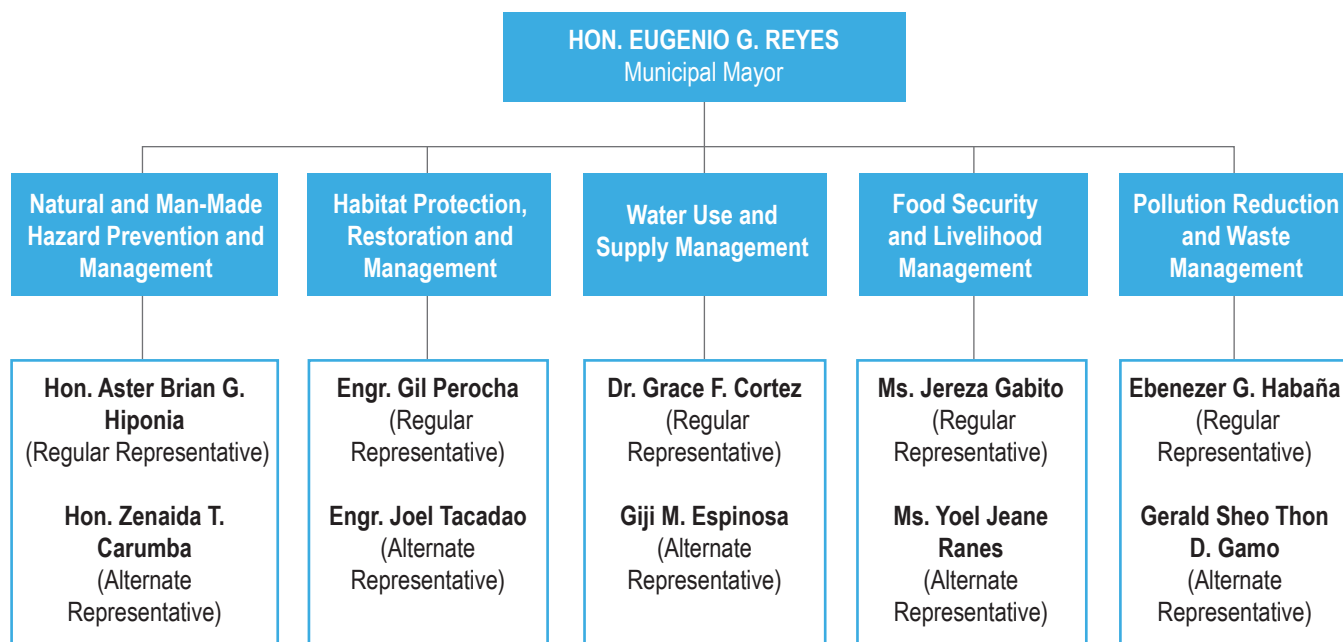 HON. EUGENIO G. REYES
Municipal Mayor
Natural and Man-Made
Hazard Prevention and
Management
Habitat Protection,
Restoration and
Management
Water Use and
Supply Management
Food Security
and Livelihood
Management
Pollution Reduction
and Waste
Management
Hon. Aster Brian G.
Hiponia
(Regular Representative)
Hon. Zenaida T.
Carumba
(Alternate
Representative)
Engr. Gil Perocha
(Regular
Representative)
Engr. Joel Tacadao
(Alternate
Representative)
Dr. Grace F. Cortez
(Regular
Representative)
Giji M. Espinosa
(Alternate
Representative)
Ms. Jereza Gabito
(Regular
Representative)
Ms. Yoel Jeane
Ranes
(Alternate
Representative)
Ebenezer G. Habaña
(Regular
Representative)
Gerald Sheo Thon
D. Gamo
(Alternate
Representative)